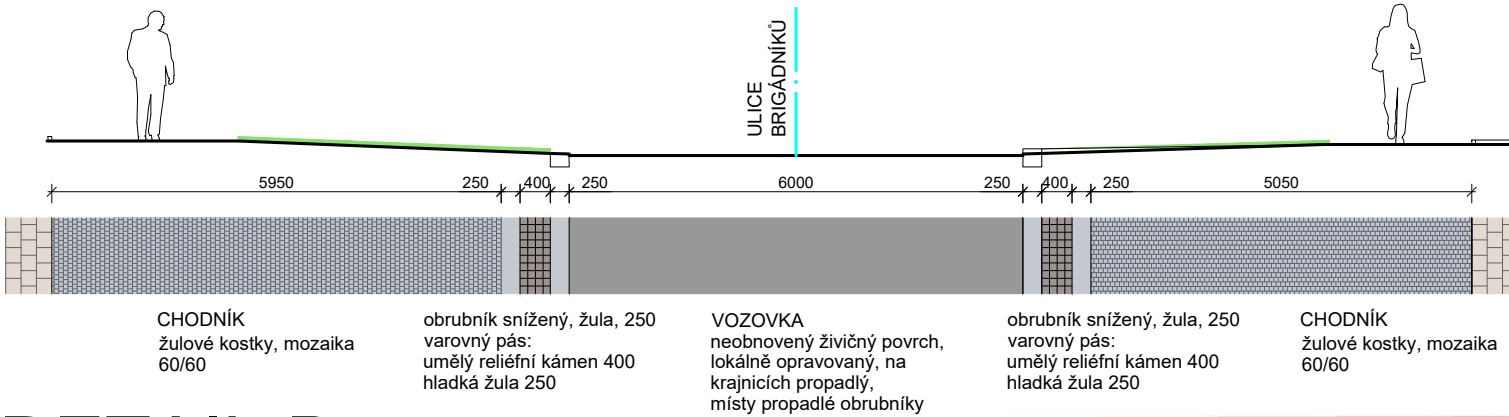 ULICE
BRIGÁDNÍKŮ
5950 250 400 250 6000 250 400 250 5050
CHODNÍK
žulové kostky, mozaika
60/60
obrubník snížený, žula, 250
varovný pás:
umělý reliéfní kámen 400
hladká žula 250
VOZOVKA
neobnovený živičný povrch,
lokálně opravovaný, na
krajnicích propadlý,
místy propadlé obrubníky
obrubník snížený, žula, 250
varovný pás:
umělý reliéfní kámen 400
hladká žula 250
CHODNÍK
žulové kostky, mozaika
60/60